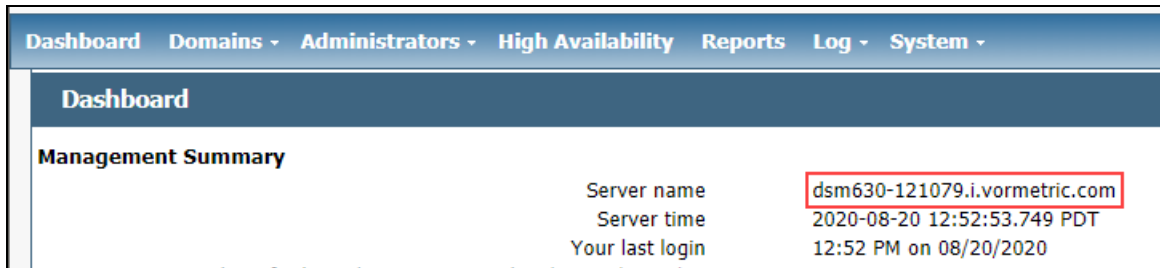 Dashboard Domains Administrators High Availability Reports Log System
Dashboard
Management Summary
Server name dsm630-121079.i.vormetric.com
Server time 2020-08-20 12:52:53.749 PDT
Your last login 12:52 PM on 08/20/2020